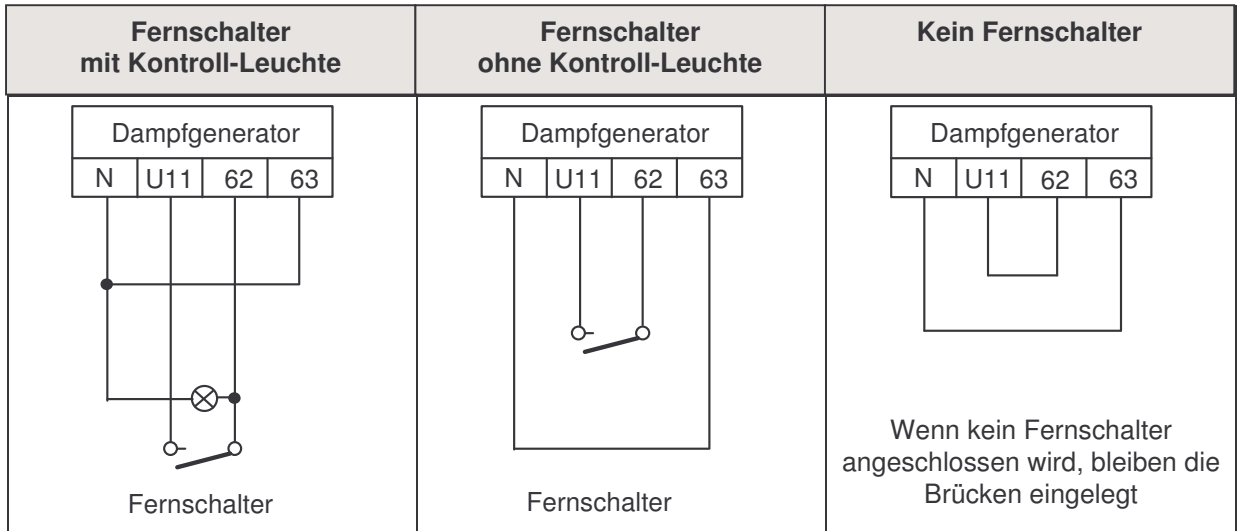 Fernschalter
mit Kontroll-Leuchte
Fernschalter
ohne Kontroll-Leuchte
Kein Fernschalter
Dampfgenerator
N U11 62 63
Fernschalter
Dampfgenerator
N U11 62 63
Fernschalter
Dampfgenerator
N U11 62 63
Wenn kein Fernschalter
angeschlossen wird, bleiben die
Brücken eingelegt